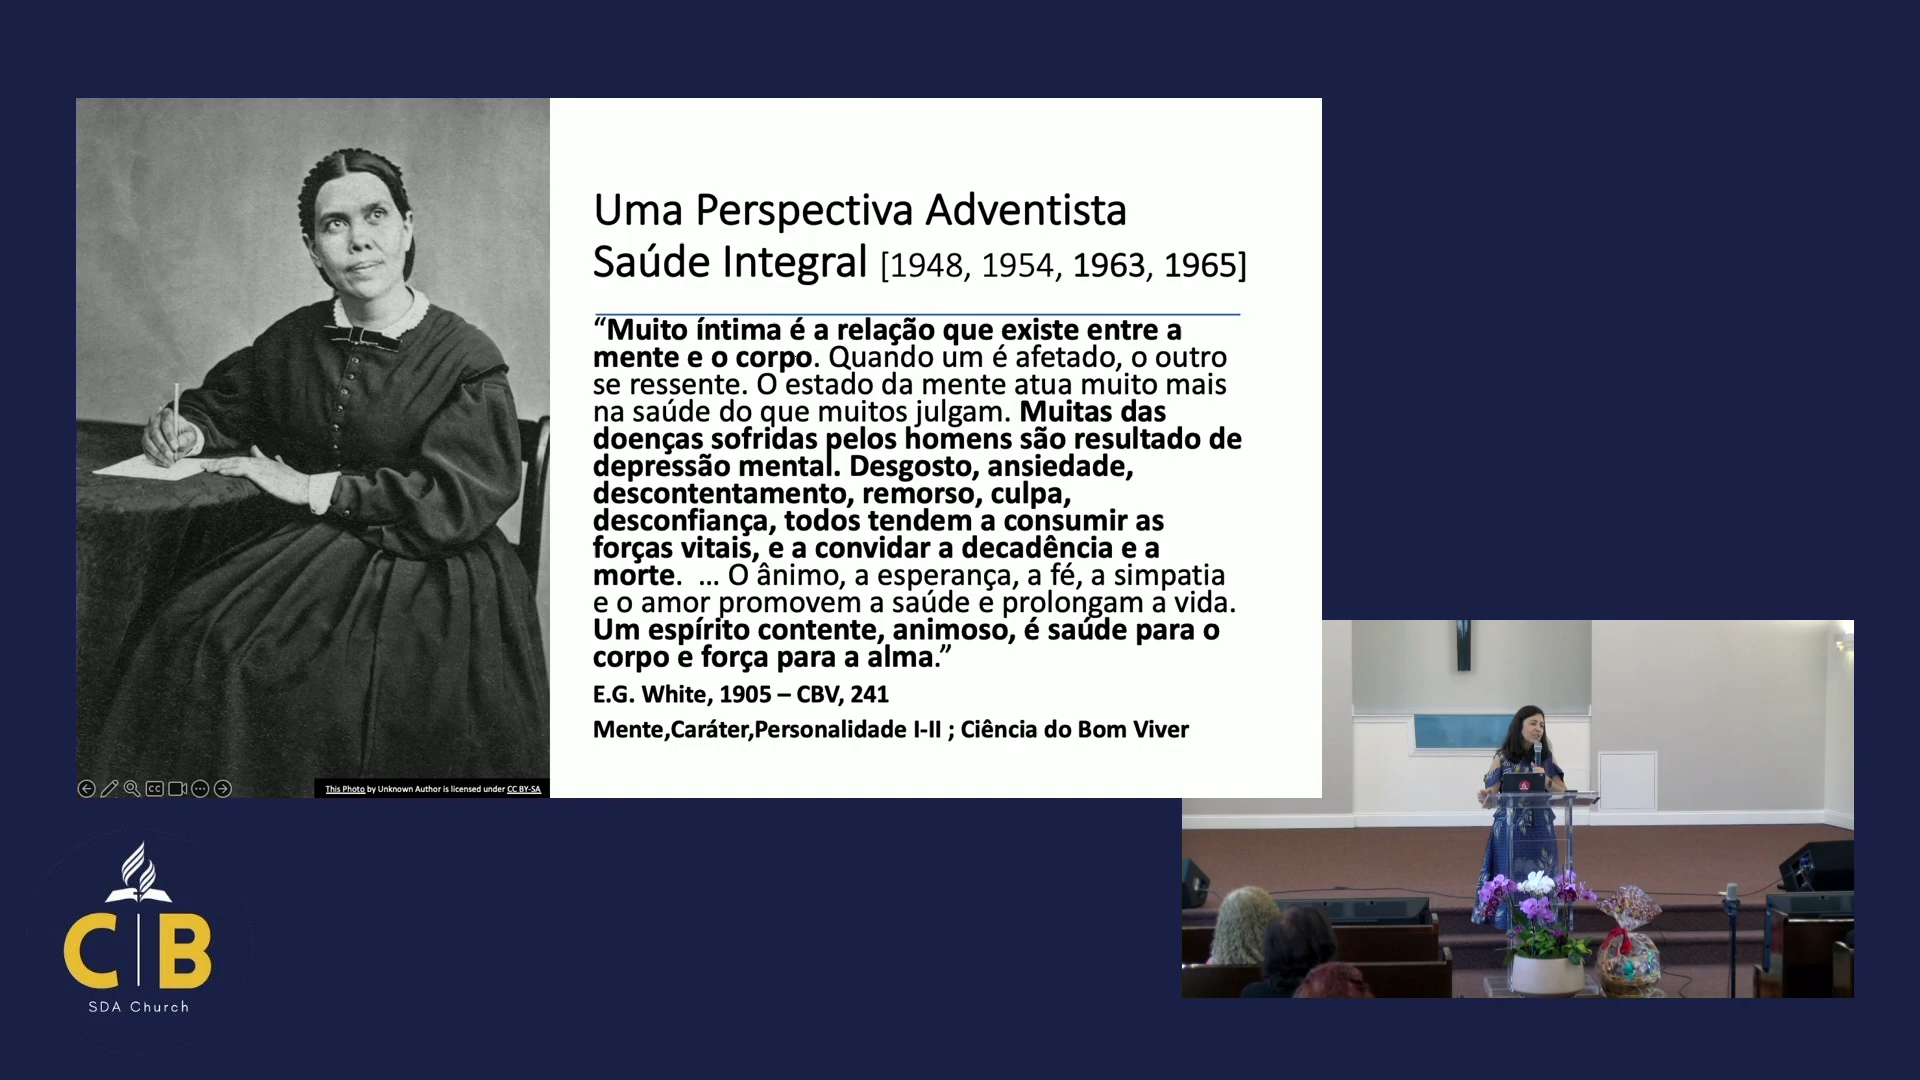 Uma Perspectiva Adventista
Saúde Integral [1948, 1954, 1963, 1965]
“Muito íntima é a relação que existe entre a
mente e o corpo. Quando um é afetado, o outro
se ressente. O estado da mente atua muito mais
na saúde do que muitos julgam. Muitas das
doenças sofridas pelos homens são resultado de
depressão mental. Desgosto, ansiedade,
descontentamento, remorso, culpa,
desconfiança, todos tendem a consumir as
forças vitais, e a convidar a decadência e a
morte.  ... O ânimo, a esperança, a fé, a simpatia
e o amor promovem a saúde e prolongam a vida.
Um espírito contente, animoso, é saúde para o
corpo e força para a alma.”
E.G. White, 1905 – CBV, 241
Mente,Caráter,Personalidade I-II ; Ciência do Bom Viver
CC
This Photo by Unknown Author is licensed under CC BY-SA
C|B
SDA Church